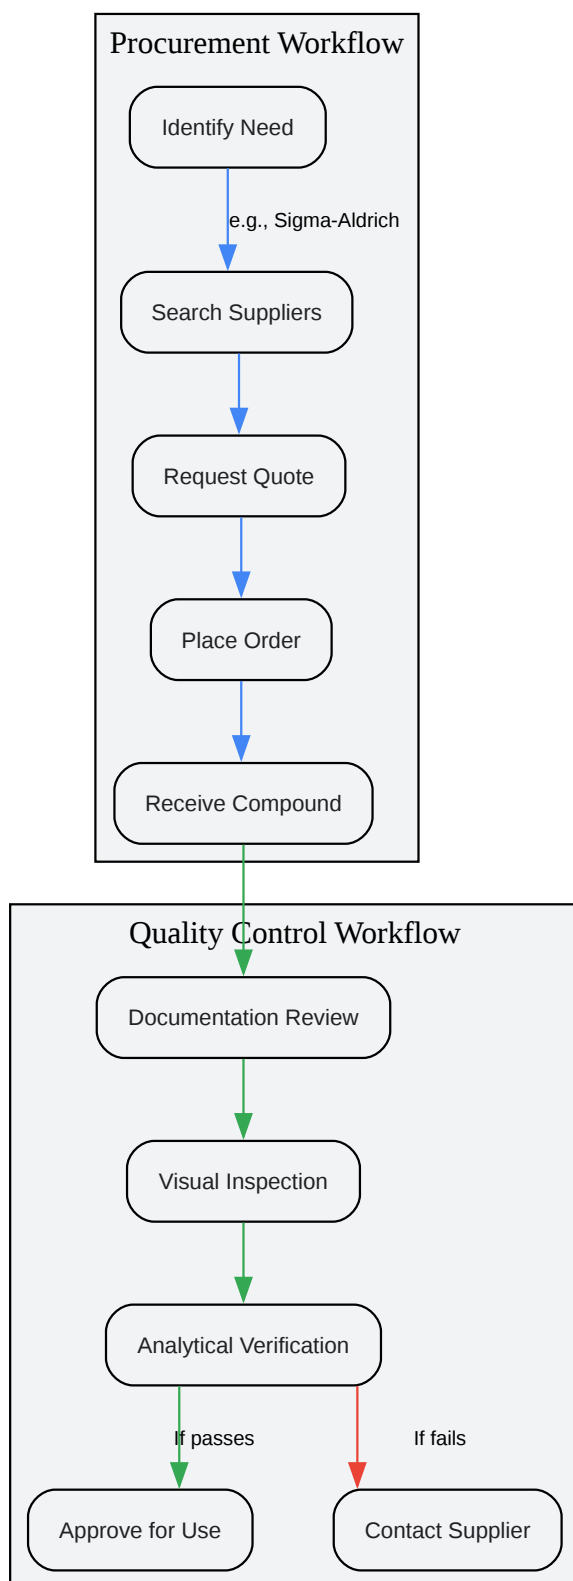 Procurement Workflow
Identify Need
e.g., Sigma-Aldrich
Search Suppliers
Request Quote
Place Order
Receive Compound
Quality Control Workflow
Documentation Review
Visual Inspection
Analytical Verification
If passes
If fails
Approve for Use
Contact Supplier